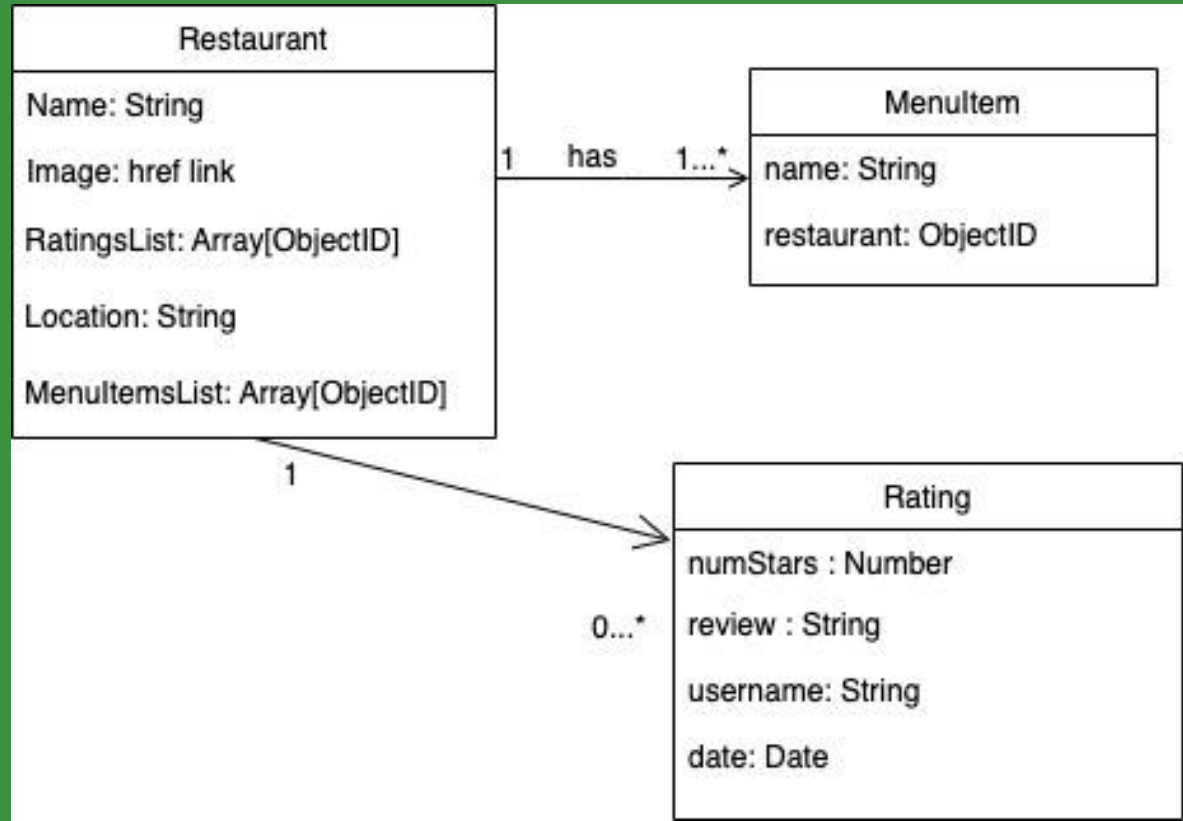 Restaurant
Name: String
Image: href link
RatingsList: Array[ObjectID]
Location: String
MenuItemsList: Array[ObjectID]
1 has 1...*
MenuItem
name: String
restaurant: ObjectID
1
0...*
Rating
numStars : Number
review : String
username: String
date: Date